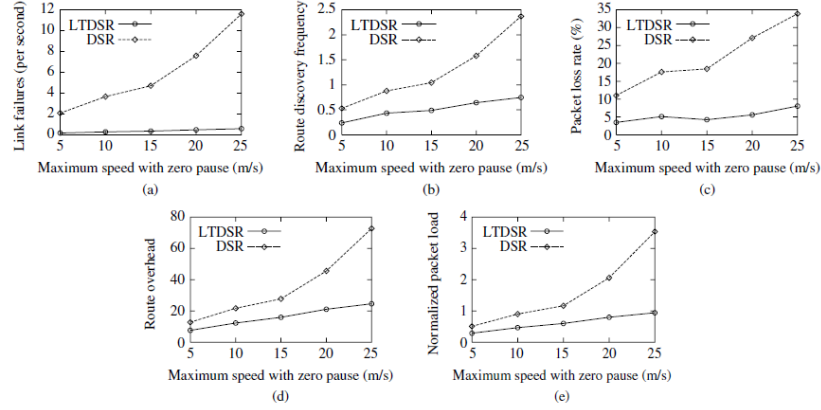 Link failures (per second)
12
10
8
6
4
2
0
LTDSR
DSR
5 10 15 20 25
Maximum speed with zero pause (m/s)
(a)
Route discovery frequency
2.5
2
1.5
1
0.5
0
LTDSR
DSR
5 10 15 20 25
Maximum speed with zero pause (m/s)
(b)
Packet loss rate (%)
35
30
25
20
15
10
5
0
LTDSR
DSR
5 10 15 20 25
Maximum speed with zero pause (m/s)
(c)
Route overhead
80
60
40
20
0
LTDSR
DSR
5 10 15 20 25
Maximum speed with zero pause (m/s)
(d)
Normalized packet load
4
3
2
1
0
LTDSR
DSR
5 10 15 20 25
Maximum speed with zero pause (m/s)
(e)